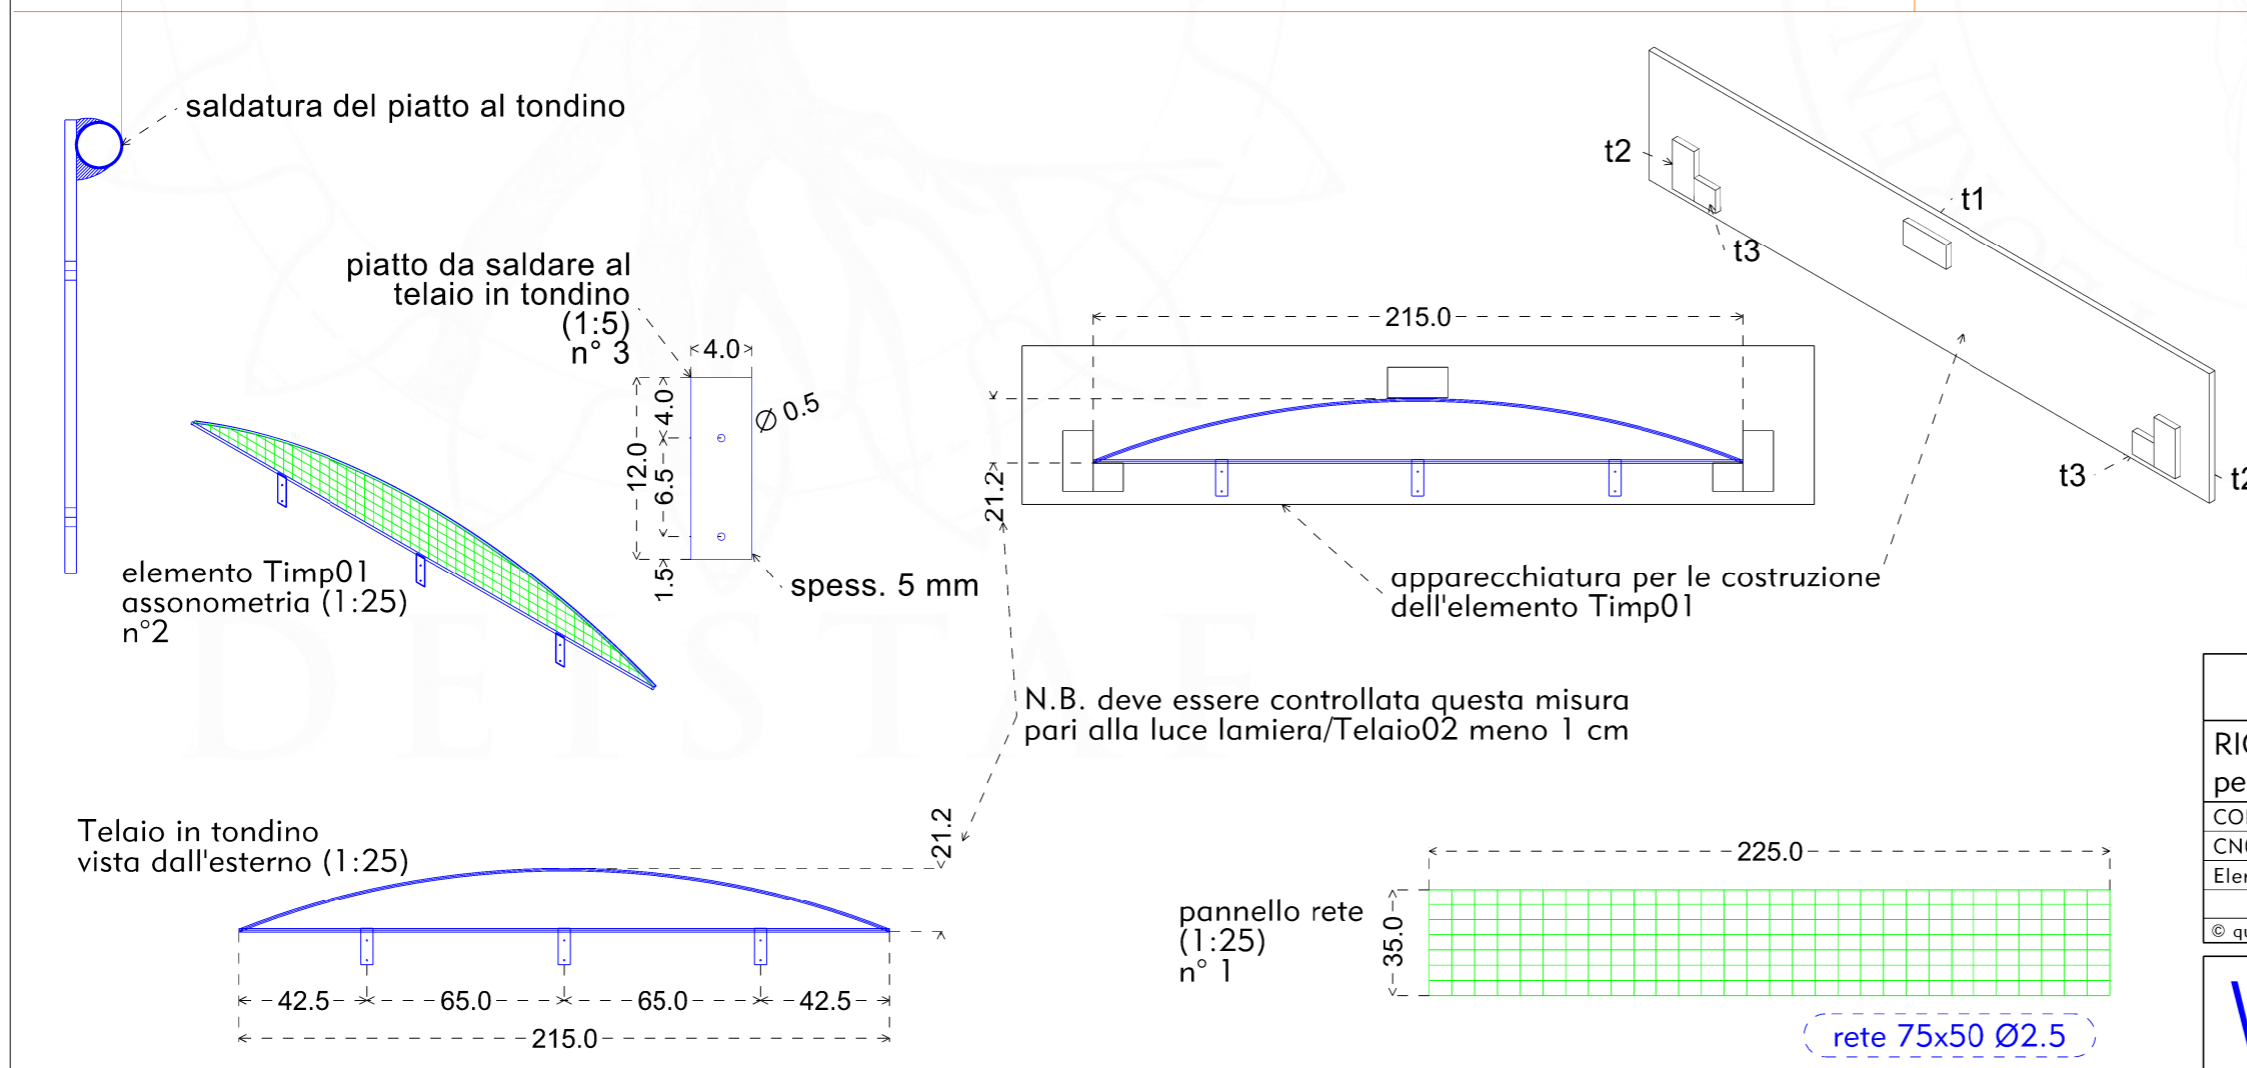 saldatura del piatto al tondino
t2
t1
t3
piatto da saldare al
telaio in tondino
(1:5)
n° 3
4.0
Ø 0.5
12.0
4.0
6.5
1.5
spess. 5 mm
215.0
21.2
t3
t2
apparecchiatura per le costruzione
dell'elemento Timp01
elemento Timp01
assonometria (1:25)
n°2
DEISTAF
N.B. deve essere controllata questa misura
pari alla luce lamiera/Telaio02 meno 1 cm
Telaio in tondino
vista dall'esterno (1:25)
21.2
42.5
65.0
65.0
42.5
215.0
225.0
pannello rete
(1:25)
n° 1
35.0
rete 75x50 Ø2.5
pe
©